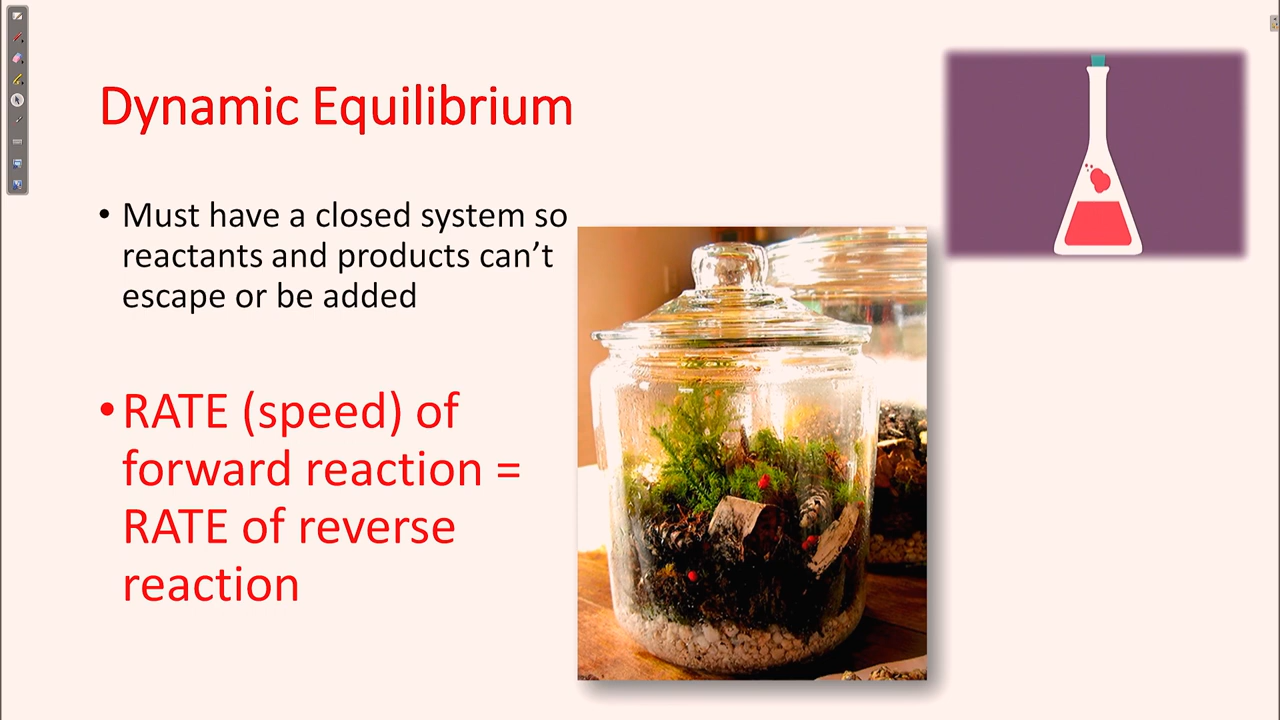 Dynamic Equilibrium
• Must have a closed system so
reactants and products can’t
escape or be added
• RATE (speed) of
forward reaction =
RATE of reverse
reaction